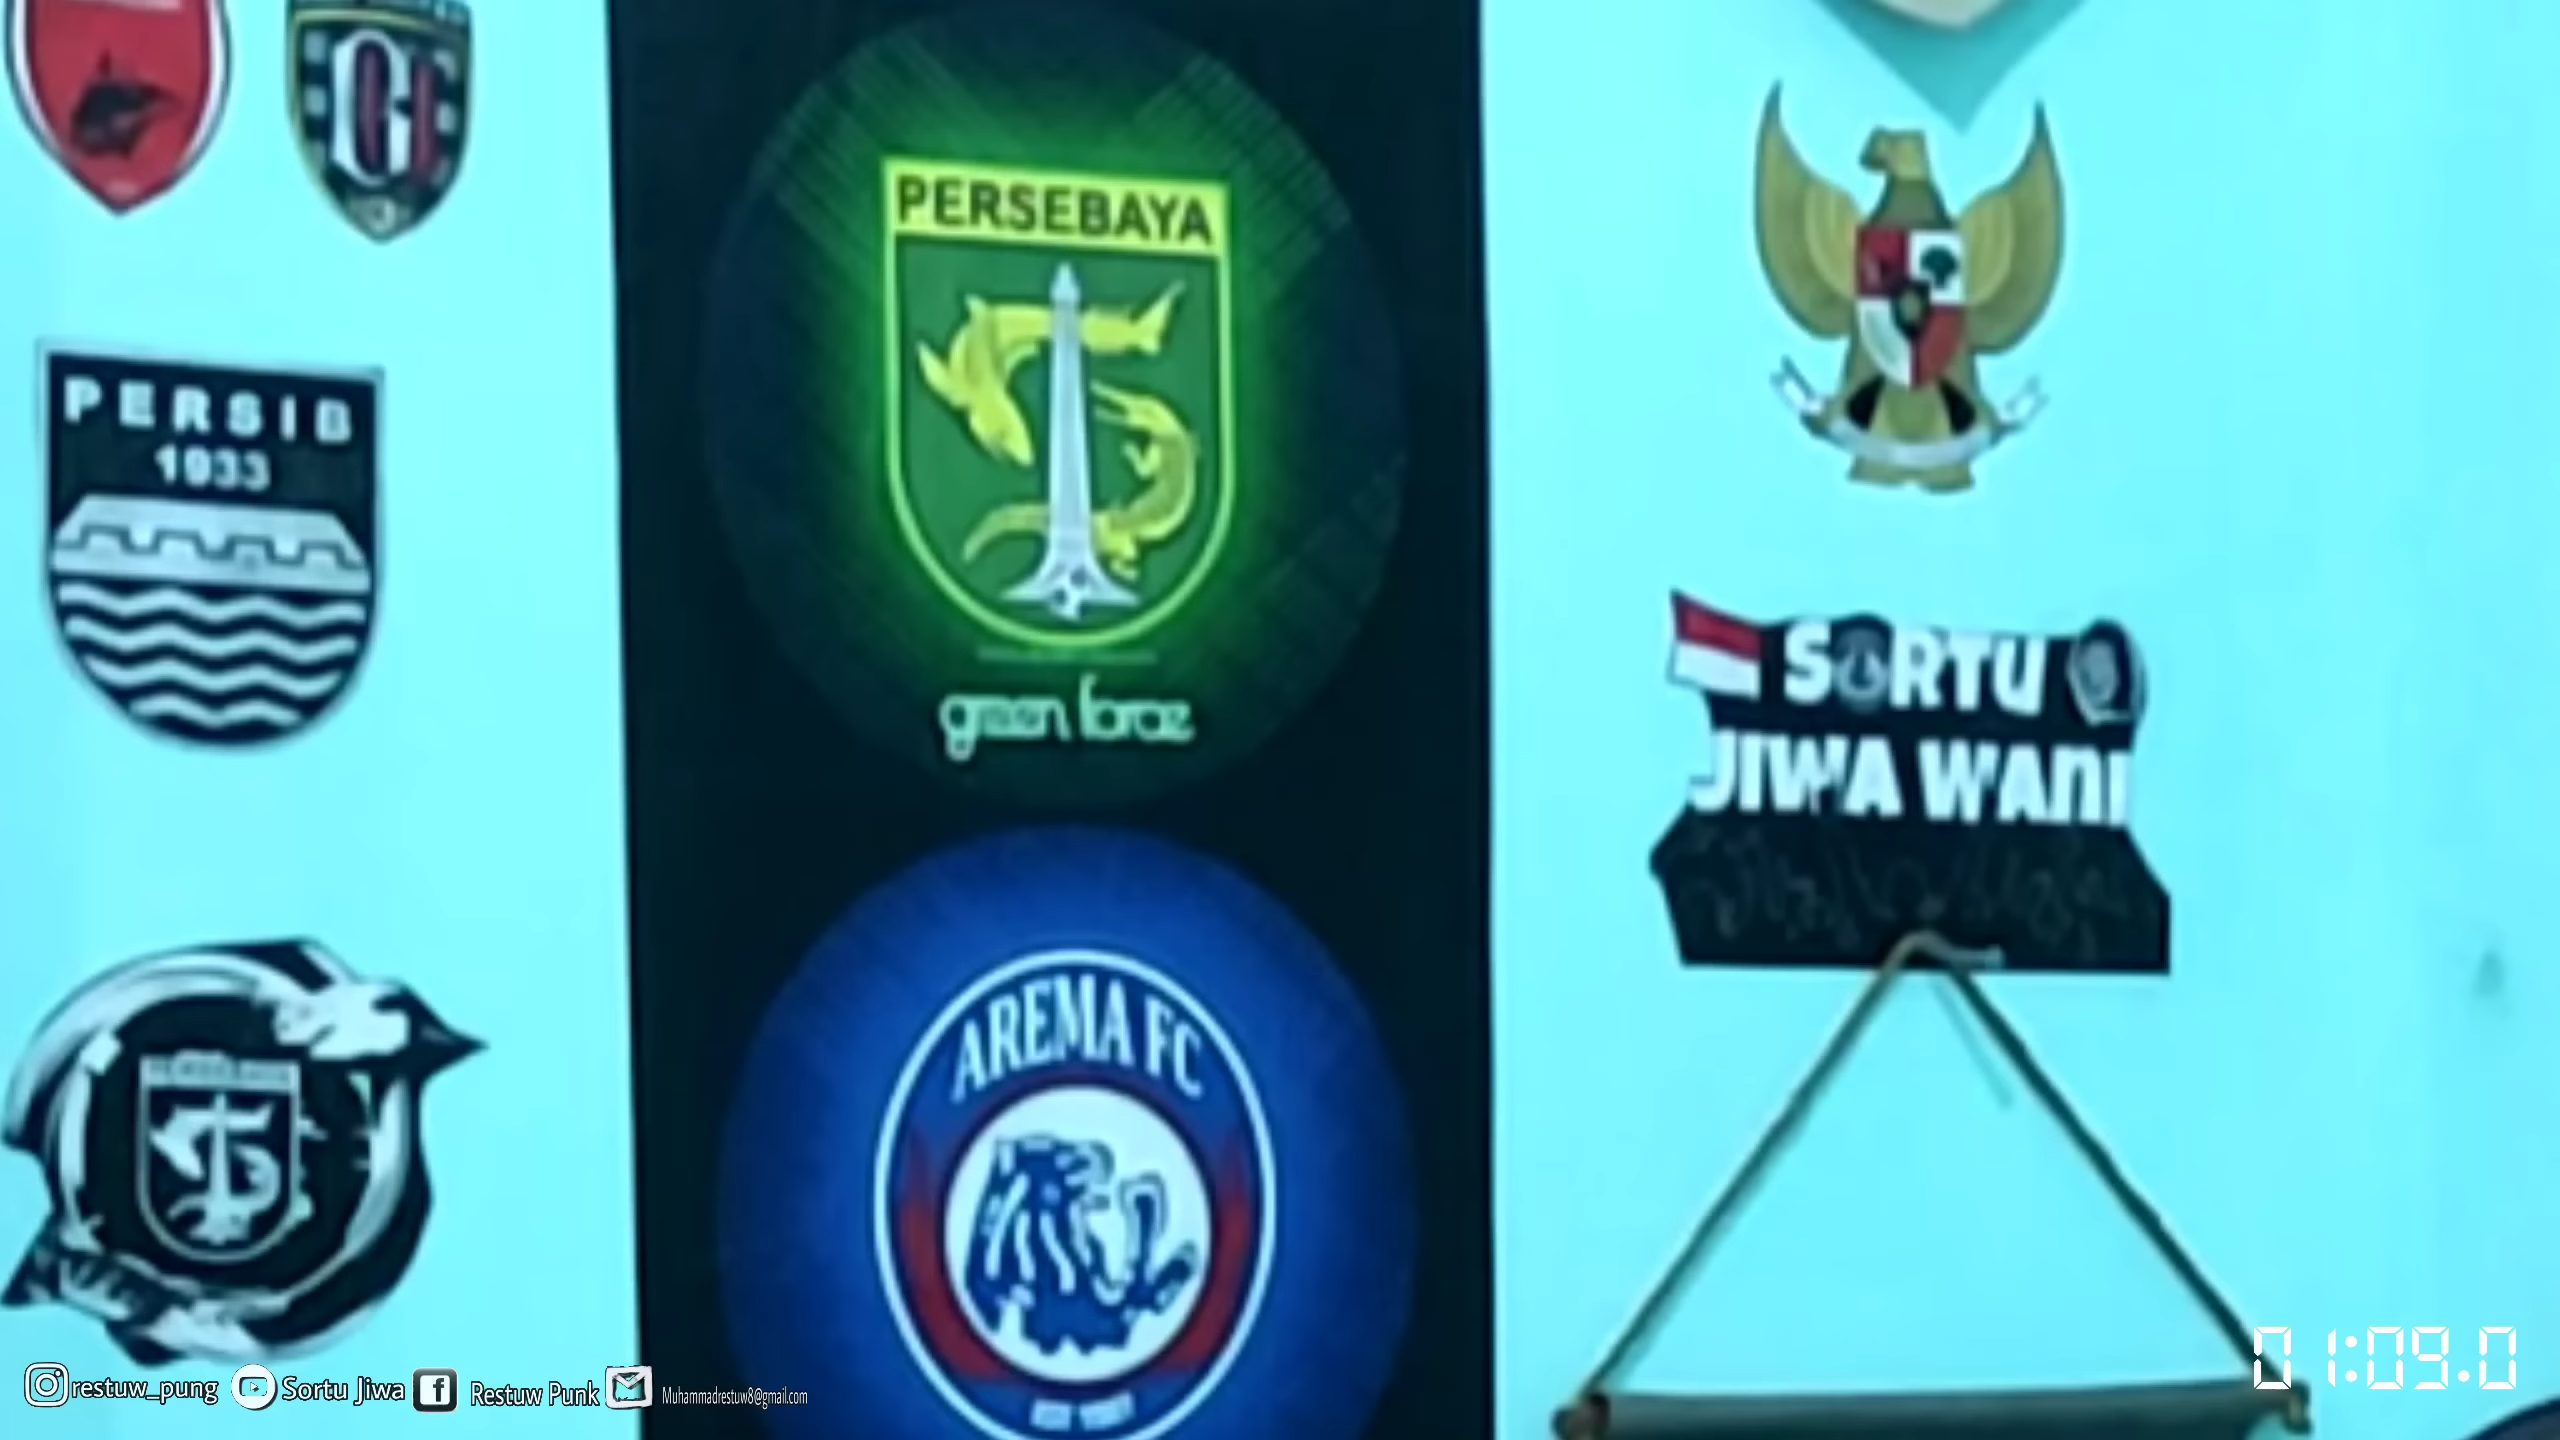 PERSEBAYA
green force
PERSIB
1933
SORTU
JIWA WANI
AREMA FC
restuw_pung
Sortu Jiwa
Restuw Punk
Muhammadrestuw8@gmail.com
01:09.0